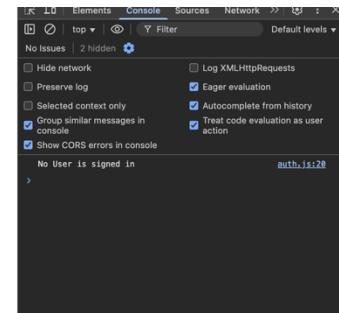 Elements Console Sources Network
top Filter Default levels
No Issues 2 hidden
Hide network
Log XMLHttpRequests
Preserve log
Eager evaluation
Selected context only
Autocomplete from history
Group similar messages in console
Treat code evaluation as user action
Show CORS errors in console
No User is signed in auth.js:20